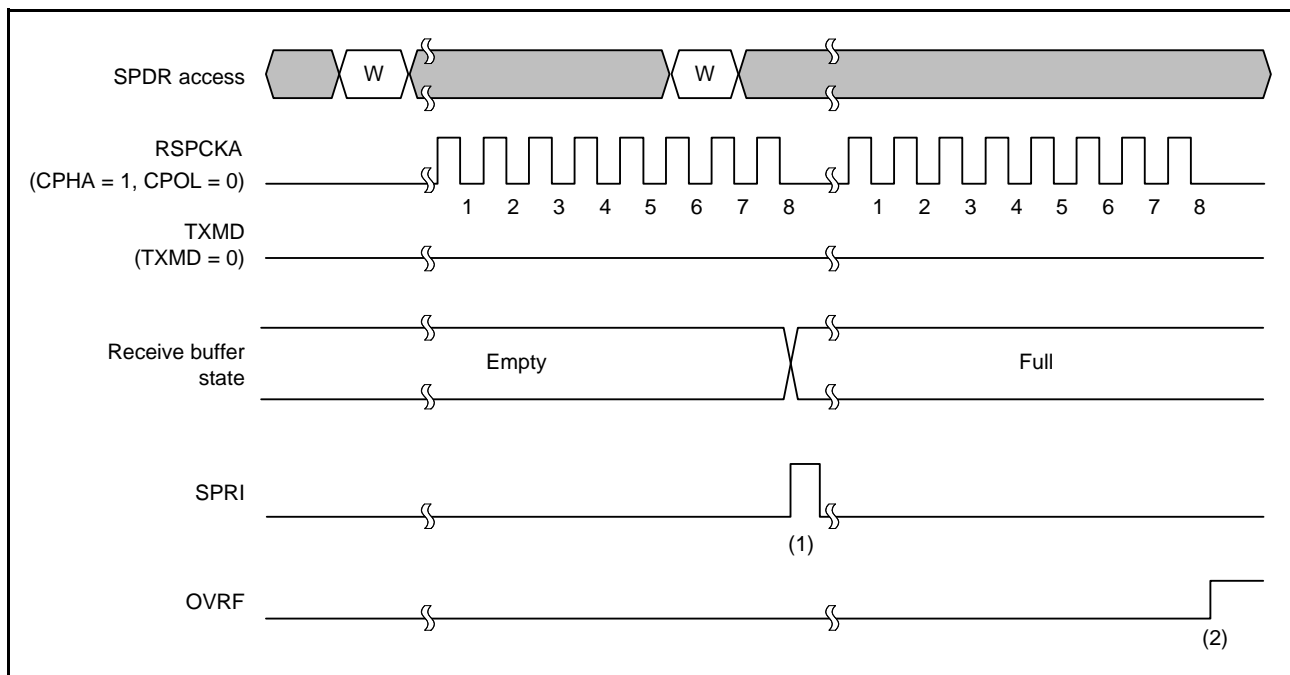 SPDR access
W
W
RSPCKA
(CPHA = 1, CPOL = 0)
1 2 3 4 5 6 7 8
1 2 3 4 5 6 7 8
TXMD
(TXMD = 0)
Receive buffer
state
Empty
Full
SPRI
(1)
OVRF
(2)